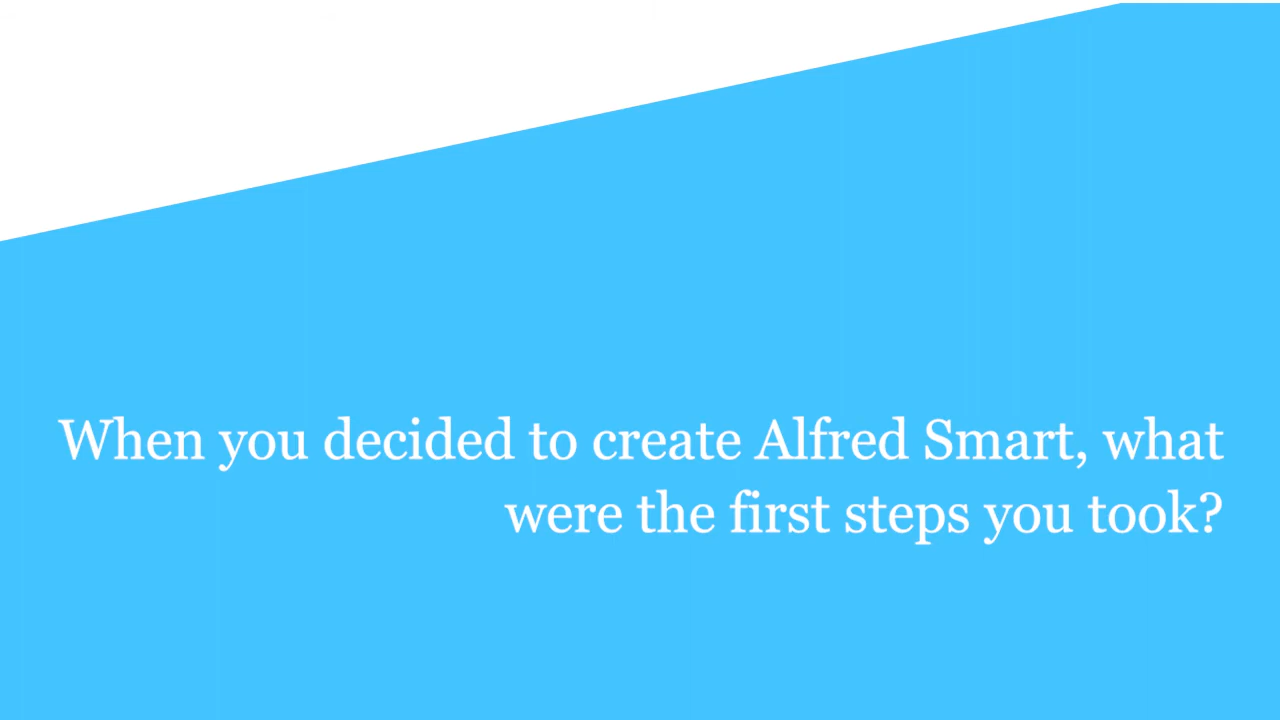 When you decided to create Alfred Smart, what
were the first steps you took?